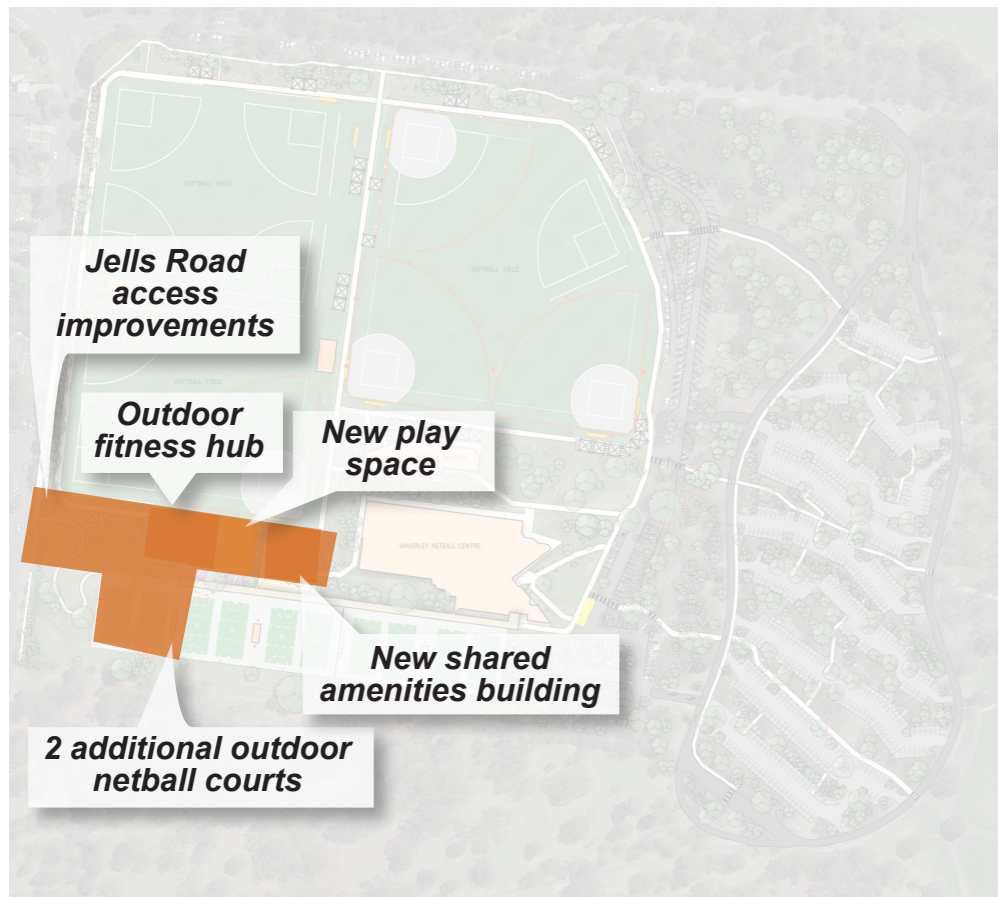 SOFTBALL FIELD
SOFTBALL FIELD
Jells Road
access
improvements
SOFTBALL FIELD
Outdoor
fitness hub
New play
space
WAVERLEY NETBALL CENTRE
New shared
amenities building
2 additional outdoor
netball courts